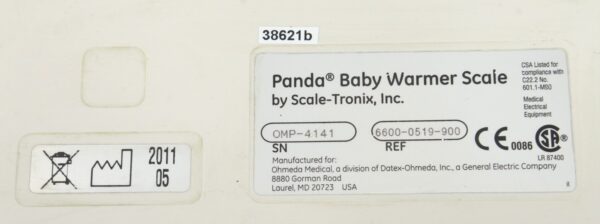 38621b
Panda® Baby Warmer Scale
by Scale-Tronix, Inc.
CSA Listed for
compliance with
C22.2 No.
601.1-M90
Medical
Electrical
Equipment
OMP-4141
6600-0519-900
SN
REF
CE 0086
SA®
LR 87400
Manufactured for:
Ohmeda Medical, a division of Datex-Ohmeda, Inc., a General Electric Company
8880 Gorman Road
Laurel, MD 20723 USA
2011
05